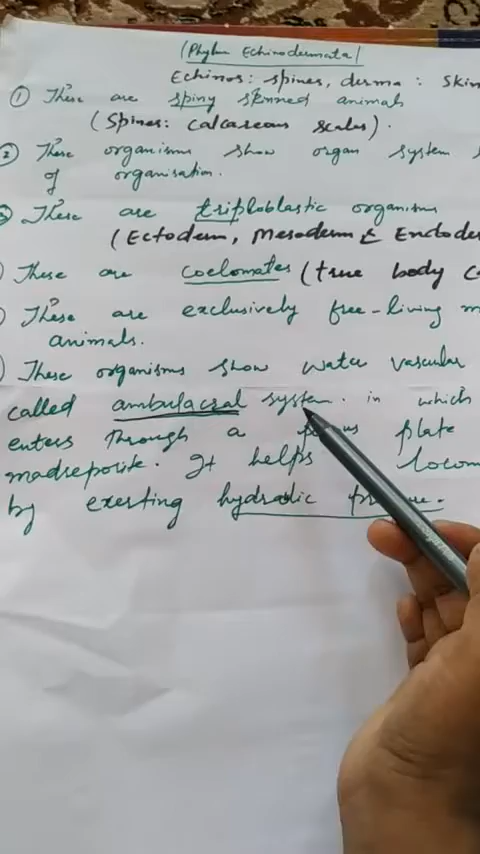 (Phylum Echinodermata)
Echinos: spines, derma: Skin
① These are spiny skinned animals
(Spines: calcareous scales).
② These organisms show organ system
of organisation.
③ These are triploblastic organisms
(Ectoderm, Mesoderm & Endoder
) These are coelomates (true body c
) These are exclusively free-living m
animals.
) These organisms show water vascular
called ambulacral system. in which
enters through a plate
madreporite. It helps locom
by exerting hydraulic